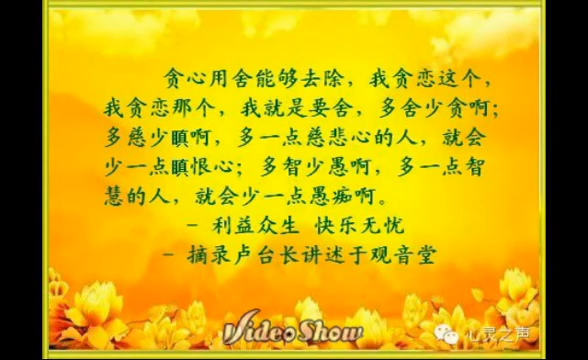 贪心用舍能够去除，我贪恋这个，
我贪恋那个，我就是要舍，多舍少贪啊；
多慈少瞋啊，多一点慈悲心的人，就会
少一点瞋恨心；多智少愚啊，多一点智
慧的人，就会少一点愚痴啊。
- 利益众生 快乐无忧
- 摘录卢台长讲述于观音堂
VideoShow
心灵之声